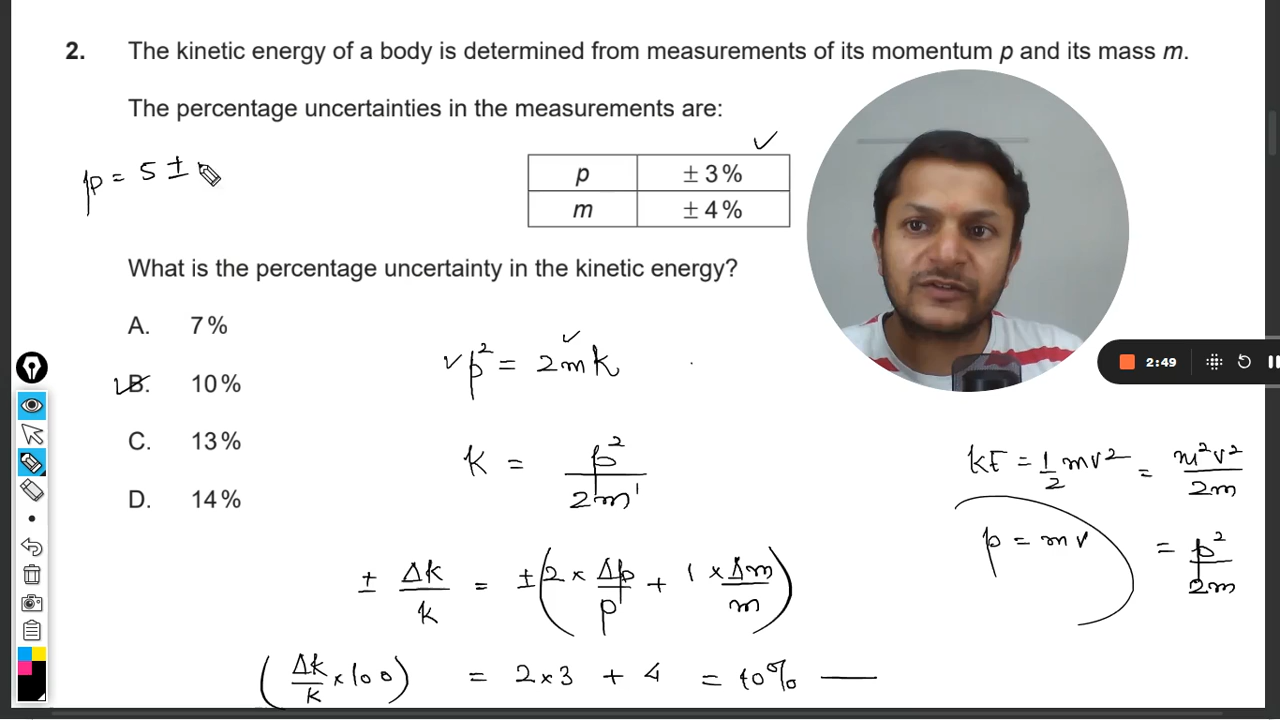 2. The kinetic energy of a body is determined from measurements of its momentum p and its mass m.
The percentage uncertainties in the measurements are:
p = 5 ±
p ± 3%
m ± 4%
What is the percentage uncertainty in the kinetic energy?
A. 7%
B. 10%
C. 13%
D. 14%
p² = 2mk
k = p² / 2m¹
± Δk/k = ± (2 × Δp/p + 1 × Δm/m)
(Δk/k × 100) = 2×3 + 4 = 10%
2:49
KE = 1/2 mv² = m²v²/2m
p = mv
= p²/2m